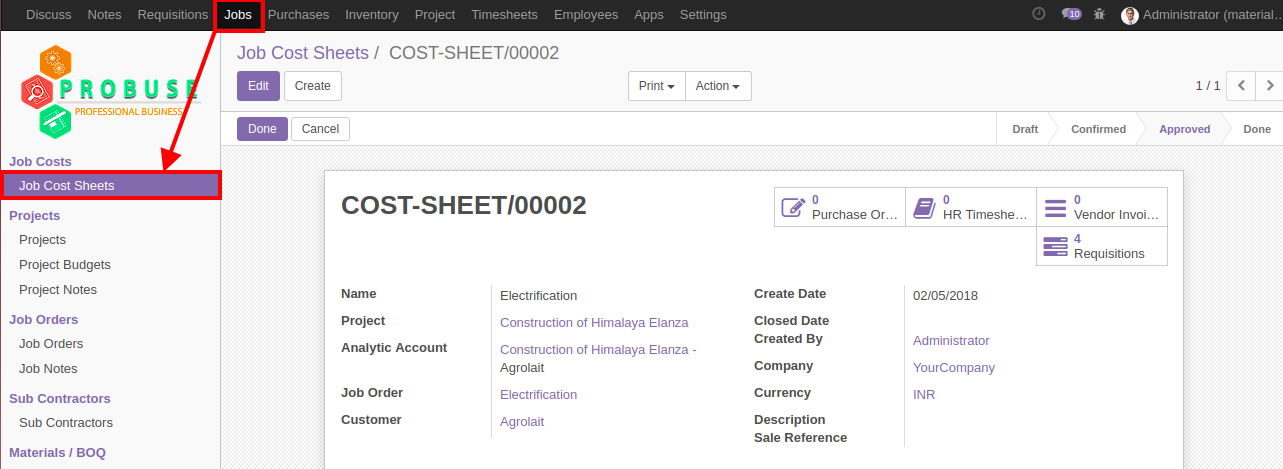 Discuss Notes Requisitions Jobs Purchases Inventory Project Timesheets Employees Apps Settings 10 Administrator (material...
PROBUSE
PROFESSIONAL BUSINESS
Job Costs
Job Cost Sheets
Projects
Projects
Project Budgets
Project Notes
Job Orders
Job Orders
Job Notes
Sub Contractors
Sub Contractors
Materials / BOQ
Job Cost Sheets / COST-SHEET/00002
Edit Create Print Action 1 / 1
Done Cancel Draft Confirmed Approved Done
COST-SHEET/00002
0
Purchase Or...
0
HR Timeshe...
0
Vendor Invoi...
4
Requisitions
Name Electrification
Project Construction of Himalaya Elanza
Analytic Account Construction of Himalaya Elanza -
Agrolait
Job Order Electrification
Customer Agrolait
Create Date 02/05/2018
Closed Date
Created By Administrator
Company YourCompany
Currency INR
Description
Sale Reference